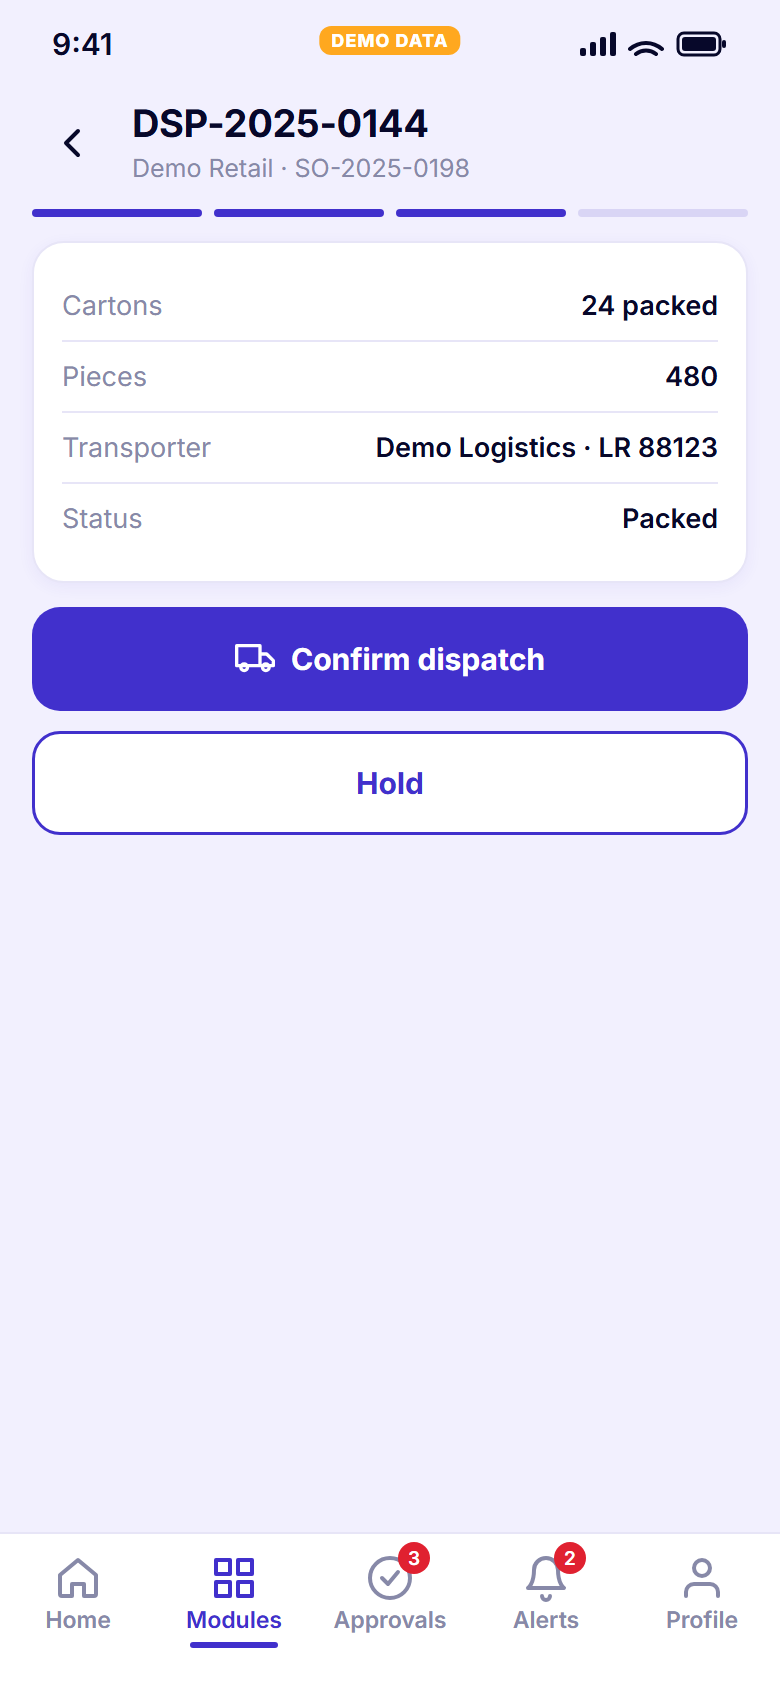 9:41
DEMO DATA
DSP-2025-0144
Demo Retail · SO-2025-0198
Cartons 24 packed
Pieces 480
Transporter Demo Logistics · LR 88123
Status Packed
Confirm dispatch
Hold
3 2
Home Modules Approvals Alerts Profile